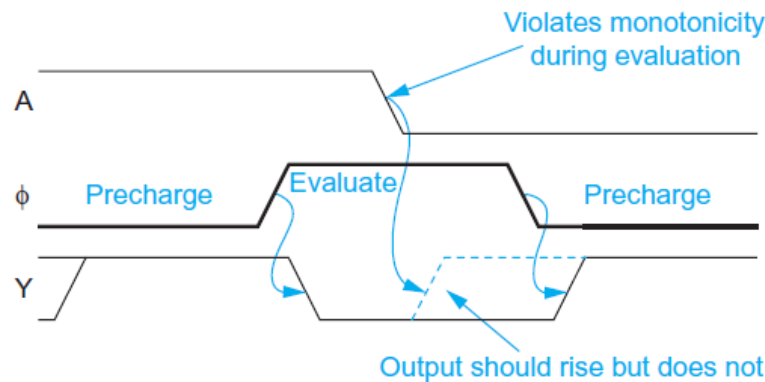 Violates monotonicity
during evaluation
A
ϕ
Precharge
Evaluate
Precharge
Y
Output should rise but does not